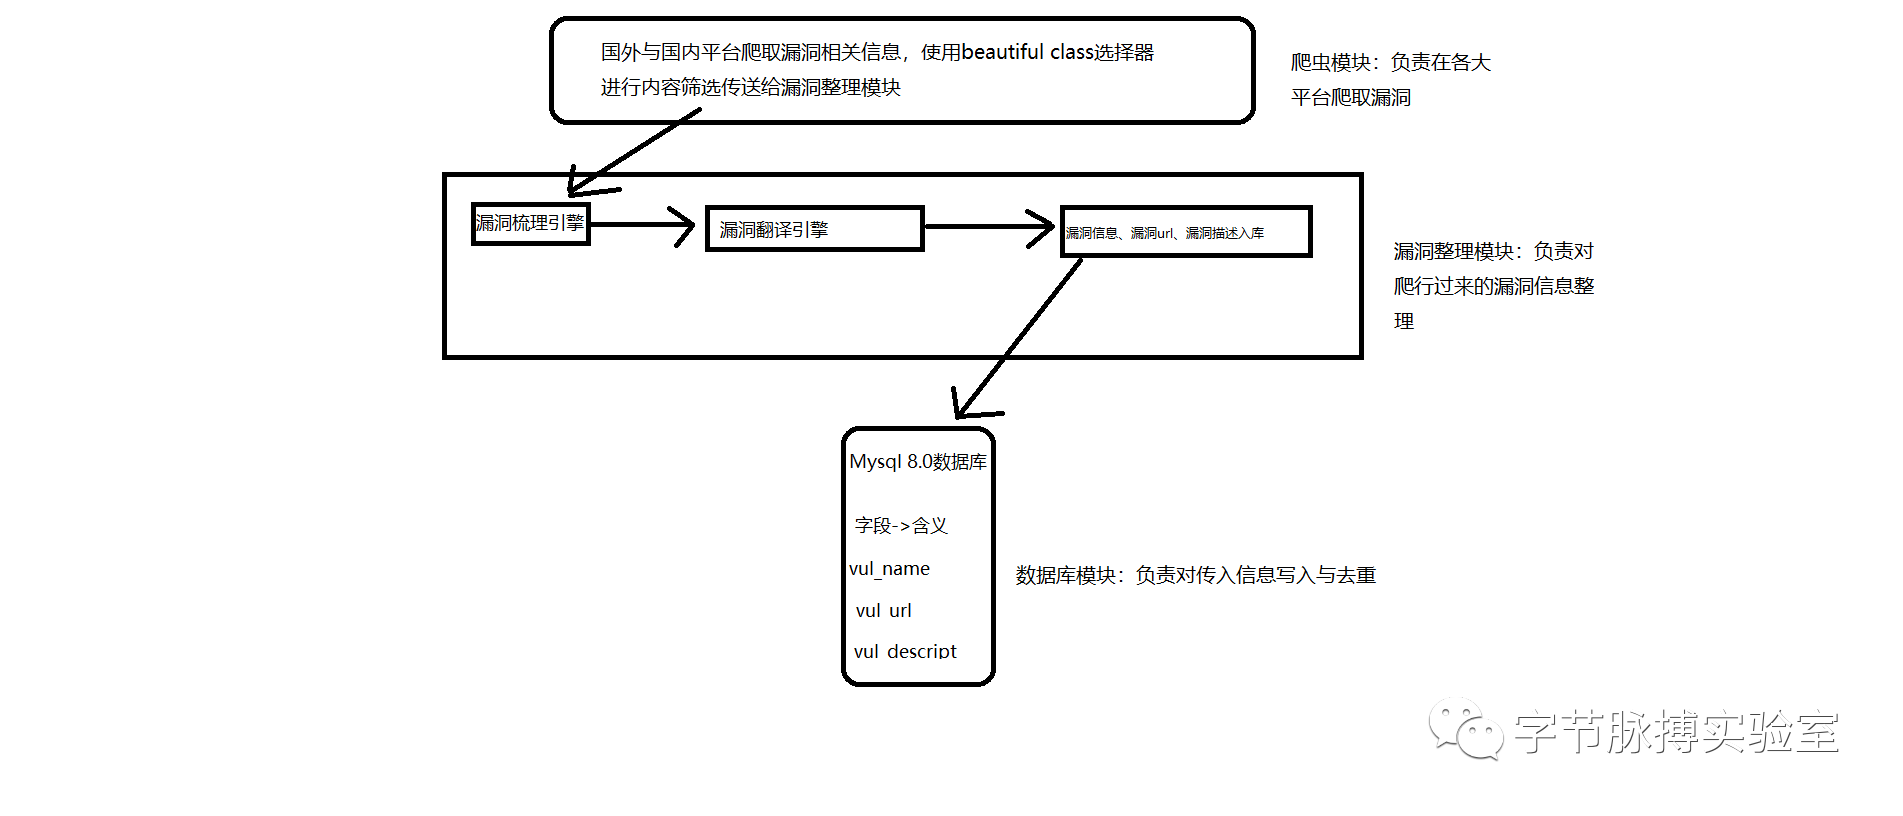 国外与国内平台爬取漏洞相关信息，使用beautiful class选择器
进行内容筛选传送给漏洞整理模块
爬虫模块：负责在各大
平台爬取漏洞
漏洞梳理引擎
漏洞翻译引擎
漏洞信息、漏洞url、漏洞描述入库
漏洞整理模块：负责对
爬行过来的漏洞信息整
理
Mysql 8.0数据库
字段->含义
vul_name
vul_url
vul_descript
数据库模块：负责对传入信息写入与去重
字节脉搏实验室